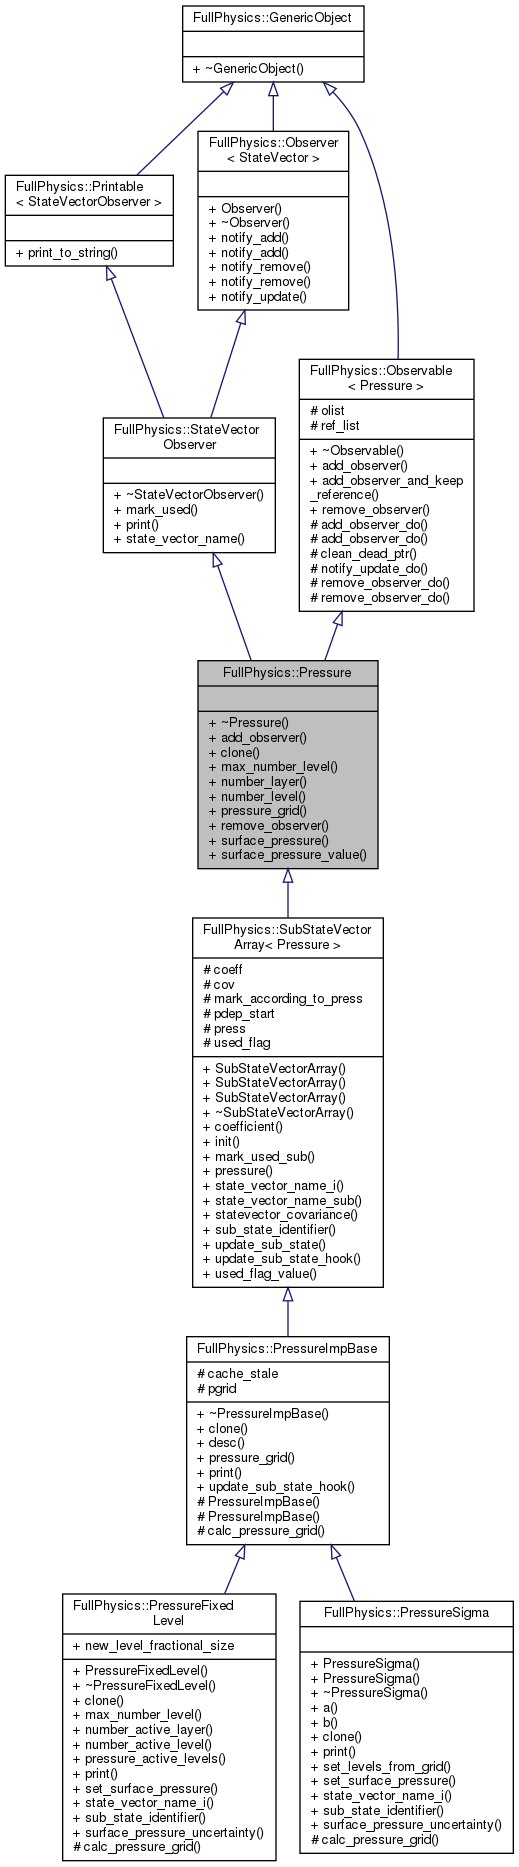 FullPhysics::GenericObject
+ ~GenericObject()
FullPhysics::Observer
< StateVector >
+ Observer()
+ ~Observer()
+ notify_add()
+ notify_add()
+ notify_remove()
+ notify_remove()
+ notify_update()
FullPhysics::Printable
< StateVectorObserver >
+ print_to_string()
FullPhysics::Observable
< Pressure >
# olist
# ref_list
+ ~Observable()
+ add_observer()
+ add_observer_and_keep
_reference()
+ remove_observer()
# add_observer_do()
# add_observer_do()
# clean_dead_ptr()
# notify_update_do()
# remove_observer_do()
# remove_observer_do()
FullPhysics::StateVector
Observer
+ ~StateVectorObserver()
+ mark_used()
+ print()
+ state_vector_name()
FullPhysics::Pressure
+ ~Pressure()
+ add_observer()
+ clone()
+ max_number_level()
+ number_layer()
+ number_level()
+ pressure_grid()
+ remove_observer()
+ surface_pressure()
+ surface_pressure_value()
FullPhysics::SubStateVector
Array< Pressure >
# coeff
# cov
# mark_according_to_press
# pdep_start
# press
# used_flag
+ SubStateVectorArray()
+ SubStateVectorArray()
+ SubStateVectorArray()
+ ~SubStateVectorArray()
+ coefficient()
+ init()
+ mark_used_sub()
+ pressure()
+ state_vector_name_i()
+ state_vector_name_sub()
+ statevector_covariance()
+ sub_state_identifier()
+ update_sub_state()
+ update_sub_state_hook()
+ used_flag_value()
FullPhysics::PressureImpBase
# cache_stale
# pgrid
+ ~PressureImpBase()
+ clone()
+ desc()
+ pressure_grid()
+ print()
+ update_sub_state_hook()
# PressureImpBase()
# PressureImpBase()
# calc_pressure_grid()
FullPhysics::PressureFixed
Level
+ new_level_fractional_size
+ PressureFixedLevel()
+ ~PressureFixedLevel()
+ clone()
+ max_number_level()
+ number_active_layer()
+ number_active_level()
+ pressure_active_levels()
+ print()
+ set_surface_pressure()
+ state_vector_name_i()
+ sub_state_identifier()
+ surface_pressure_uncertainty()
# calc_pressure_grid()
FullPhysics::PressureSigma
+ PressureSigma()
+ PressureSigma()
+ ~PressureSigma()
+ a()
+ b()
+ clone()
+ print()
+ set_levels_from_grid()
+ set_surface_pressure()
+ state_vector_name_i()
+ sub_state_identifier()
+ surface_pressure_uncertainty()
# calc_pressure_grid()